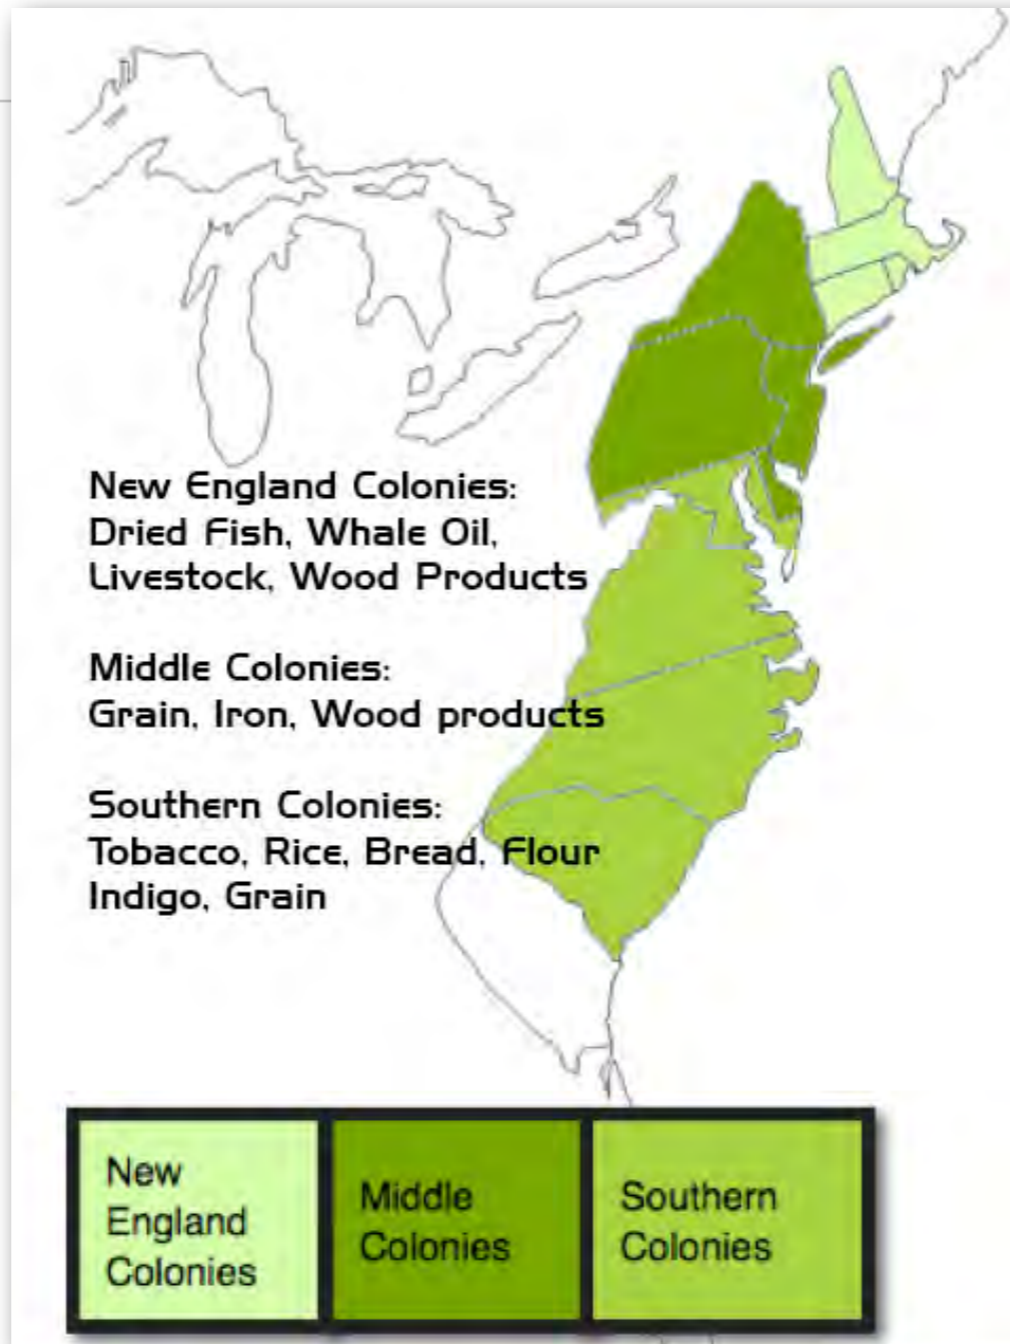 New England Colonies:
Dried Fish, Whale Oil,
Livestock, Wood Products
Middle Colonies:
Grain, Iron, Wood products
Southern Colonies:
Tobacco, Rice, Bread, Flour
Indigo, Grain
New
England
Colonies
Middle
Colonies
Southern
Colonies